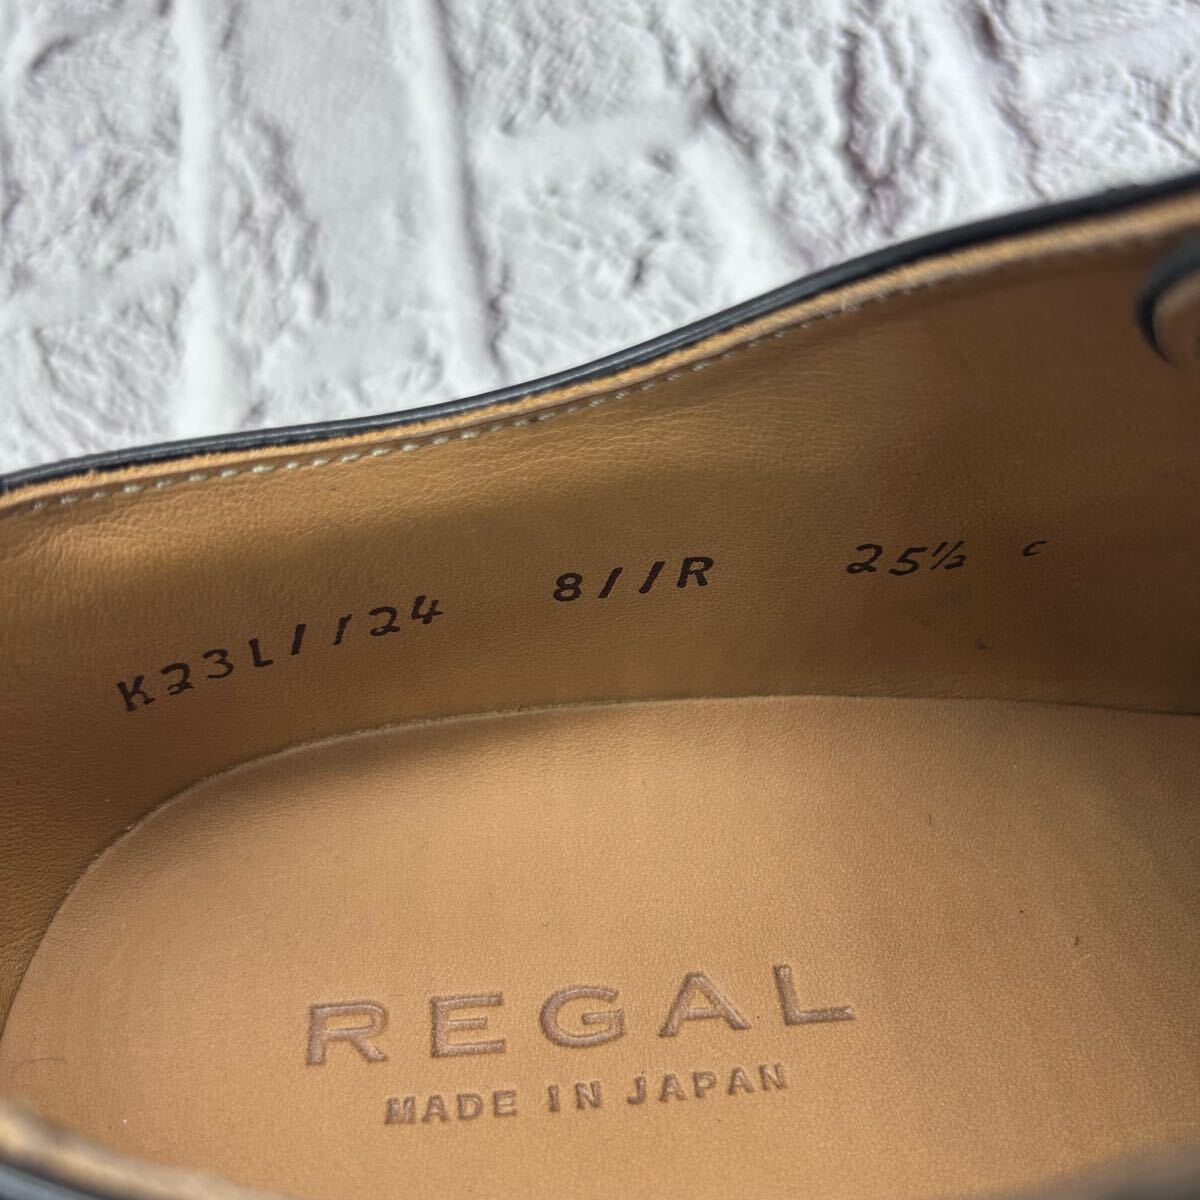 K23L1124 811R 25½ C
REGAL
MADE IN JAPAN